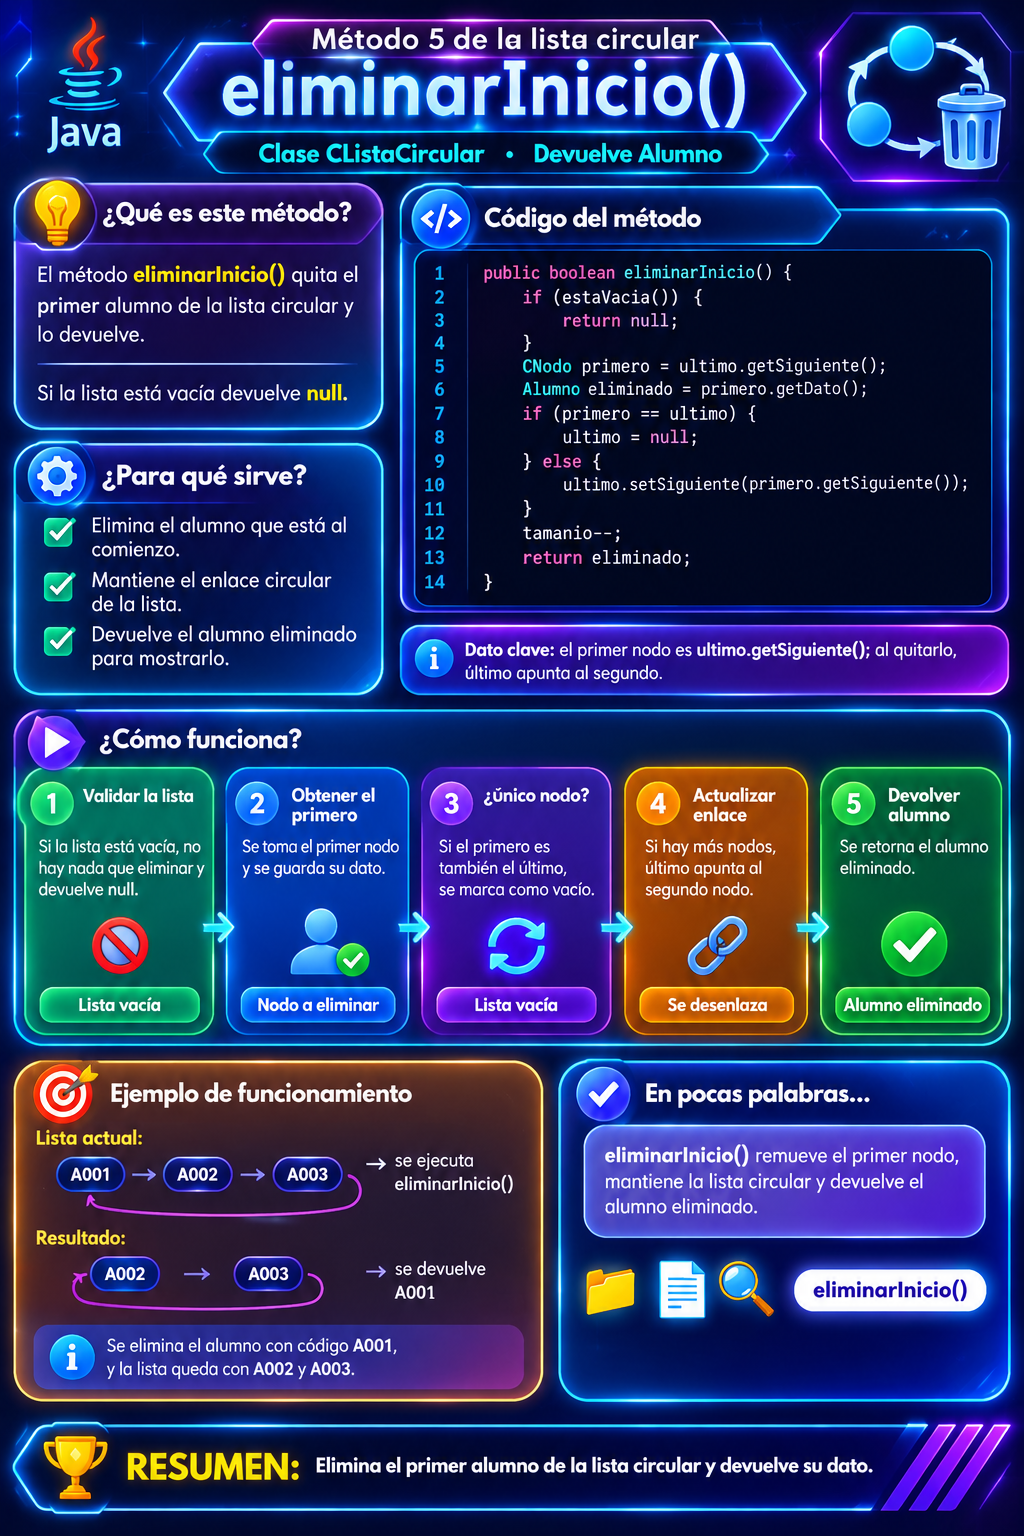 Método 5 de la lista circular
eliminarInicio()
Java
Clase CListaCircular • Devuelve Alumno
¿Qué es este método?
El método eliminarInicio() quita el
primer alumno de la lista circular y
lo devuelve.
Si la lista está vacía devuelve null.
¿Para qué sirve?
Elimina el alumno que está al
comienzo.
Mantiene el enlace circular
de la lista.
Devuelve el alumno eliminado
para mostrarlo.
</> Código del método
1 public boolean eliminarInicio() {
2 if (estaVacia()) {
3 return null;
4 }
5 CNodo primero = ultimo.getSiguiente();
6 Alumno eliminado = primero.getDato();
7 if (primero == ultimo) {
8 ultimo = null;
9 } else {
10 ultimo.setSiguiente(primero.getSiguiente());
11 }
12 tamanio--;
13 return eliminado;
14 }
i Dato clave: el primer nodo es ultimo.getSiguiente(); al quitarlo,
último apunta al segundo.
¿Cómo funciona?
1 Validar la lista
Si la lista está vacía, no
hay nada que eliminar y
devuelve null.
Lista vacía
2 Obtener el
primero
Se toma el primer nodo
y se guarda su dato.
Nodo a eliminar
3 ¿único nodo?
Si el primero es
también el último,
se marca como vacío.
Lista vacía
4 Actualizar
enlace
Si hay más nodos,
último apunta al
segundo nodo.
Se desenlaza
5 Devolver
alumno
Se retorna el alumno
eliminado.
Alumno eliminado
Ejemplo de funcionamiento
Lista actual:
A001 → A002 → A003 → se ejecuta
eliminarInicio()
Resultado:
A002 → A003 → se devuelve
A001
i Se elimina el alumno con código A001,
y la lista queda con A002 y A003.
En pocas palabras...
eliminarInicio() remueve el primer nodo,
mantiene la lista circular y devuelve el
alumno eliminado.
eliminarInicio()
RESUMEN: Elimina el primer alumno de la lista circular y devuelve su dato.